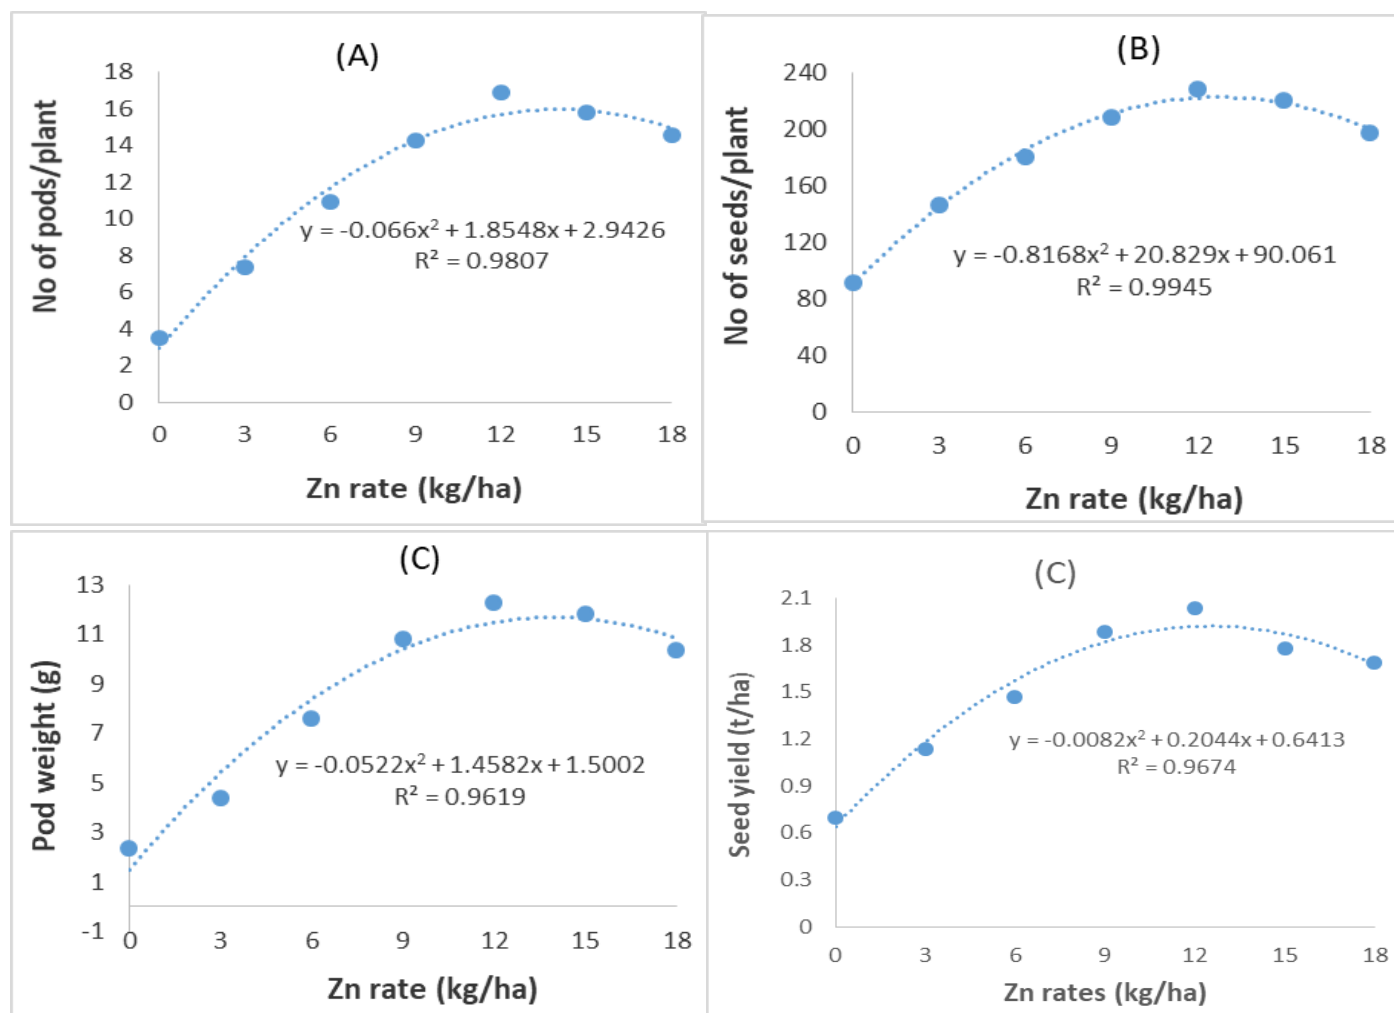 (A)
No of pods/plant
18
16
14
12
10
8
6
4
2
0
y = -0.066x² + 1.8548x + 2.9426
R² = 0.9807
0 3 6 9 12 15 18
Zn rate (kg/ha)
(B)
No of seeds/plant
240
200
160
120
80
40
0
y = -0.8168x² + 20.829x + 90.061
R² = 0.9945
0 3 6 9 12 15 18
Zn rate (kg/ha)
(C)
Pod weight (g)
13
11
9
7
5
3
1
-1
y = -0.0522x² + 1.4582x + 1.5002
R² = 0.9619
0 3 6 9 12 15 18
Zn rate (kg/ha)
(C)
Seed yield (t/ha)
2.1
1.8
1.5
1.2
0.9
0.6
0.3
0
y = -0.0082x² + 0.2044x + 0.6413
R² = 0.9674
0 3 6 9 12 15 18
Zn rates (kg/ha)